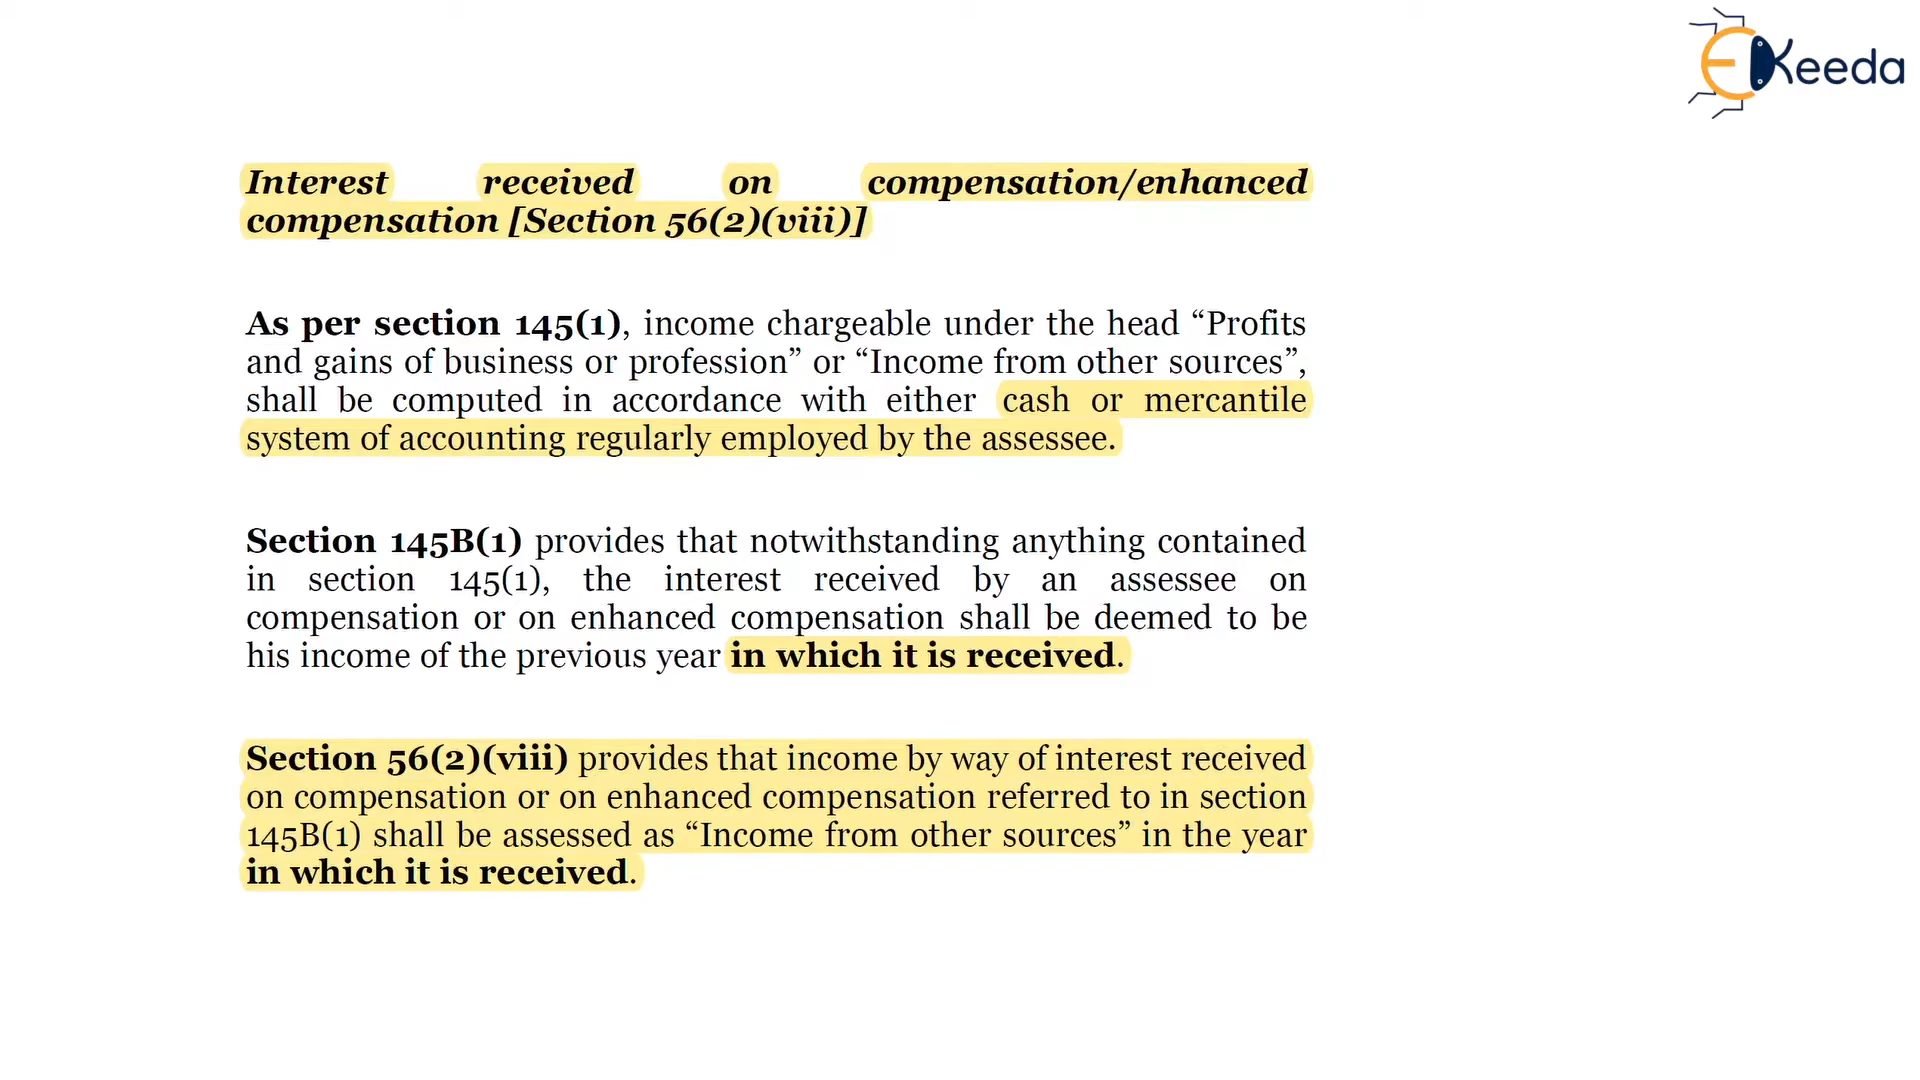 EKeeda
Interest received on compensation/enhanced
compensation [Section 56(2)(viii)]
As per section 145(1), income chargeable under the head “Profits
and gains of business or profession” or “Income from other sources”,
shall be computed in accordance with either cash or mercantile
system of accounting regularly employed by the assessee.
Section 145B(1) provides that notwithstanding anything contained
in section 145(1), the interest received by an assessee on
compensation or on enhanced compensation shall be deemed to be
his income of the previous year in which it is received.
Section 56(2)(viii) provides that income by way of interest received
on compensation or on enhanced compensation referred to in section
145B(1) shall be assessed as “Income from other sources” in the year
in which it is received.